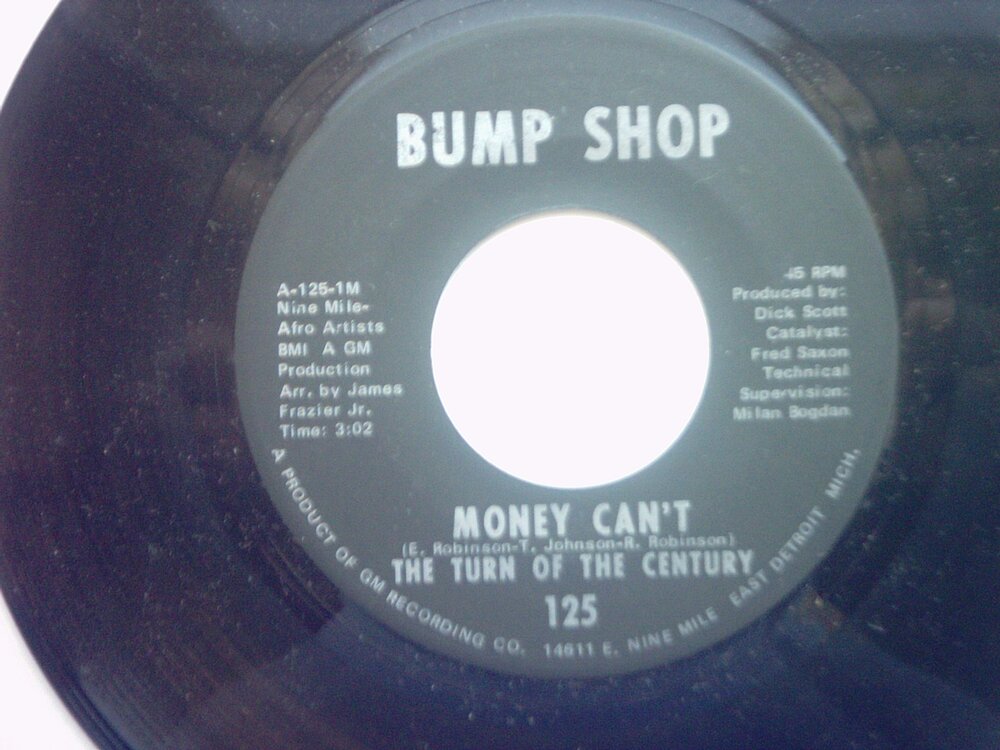 BUMP SHOP
A-125-1M
Nine Mile-
Afro Artists
BMI A GM
Production
Arr. by James
Frazier Jr.
Time: 3:02
45 RPM
Produced by:
Dick Scott
Catalyst:
Fred Saxon
Technical
Supervision:
Milan Bogdan
MONEY CAN'T
(E. Robinson-T. Johnson-R. Robinson)
THE TURN OF THE CENTURY
125
A PRODUCT OF GM RECORDING CO. 14611 E. NINE MILE EAST DETROIT MICH.